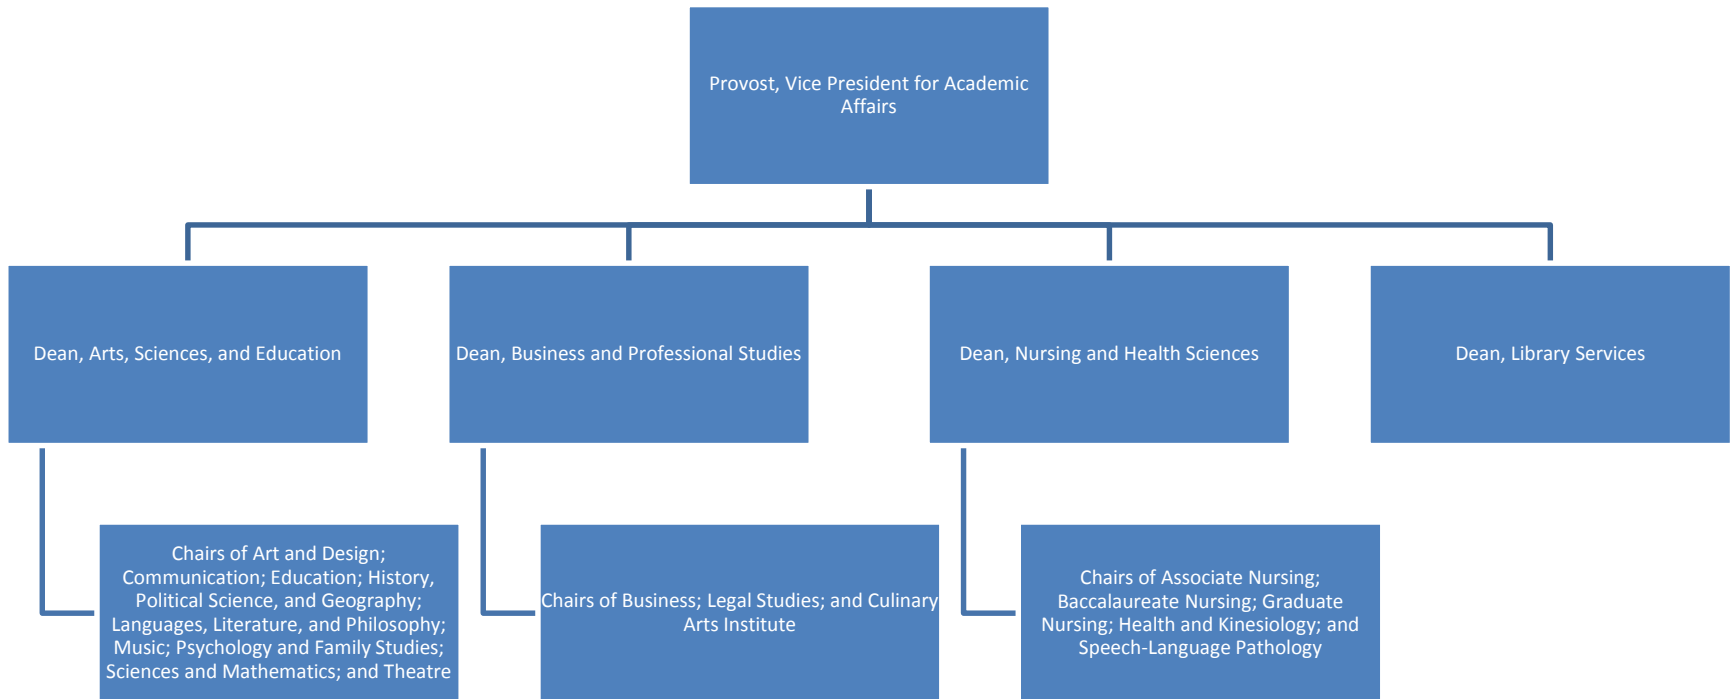 Provost, Vice President for Academic
Affairs
Dean, Arts, Sciences, and Education
Dean, Business and Professional Studies
Dean, Nursing and Health Sciences
Dean, Library Services
Chairs of Art and Design;
Communication; Education; History,
Political Science, and Geography;
Languages, Literature, and Philosophy;
Music; Psychology and Family Studies;
Sciences and Mathematics; and Theatre
Chairs of Business; Legal Studies; and Culinary
Arts Institute
Chairs of Associate Nursing;
Baccalaureate Nursing; Graduate
Nursing; Health and Kinesiology; and
Speech-Language Pathology